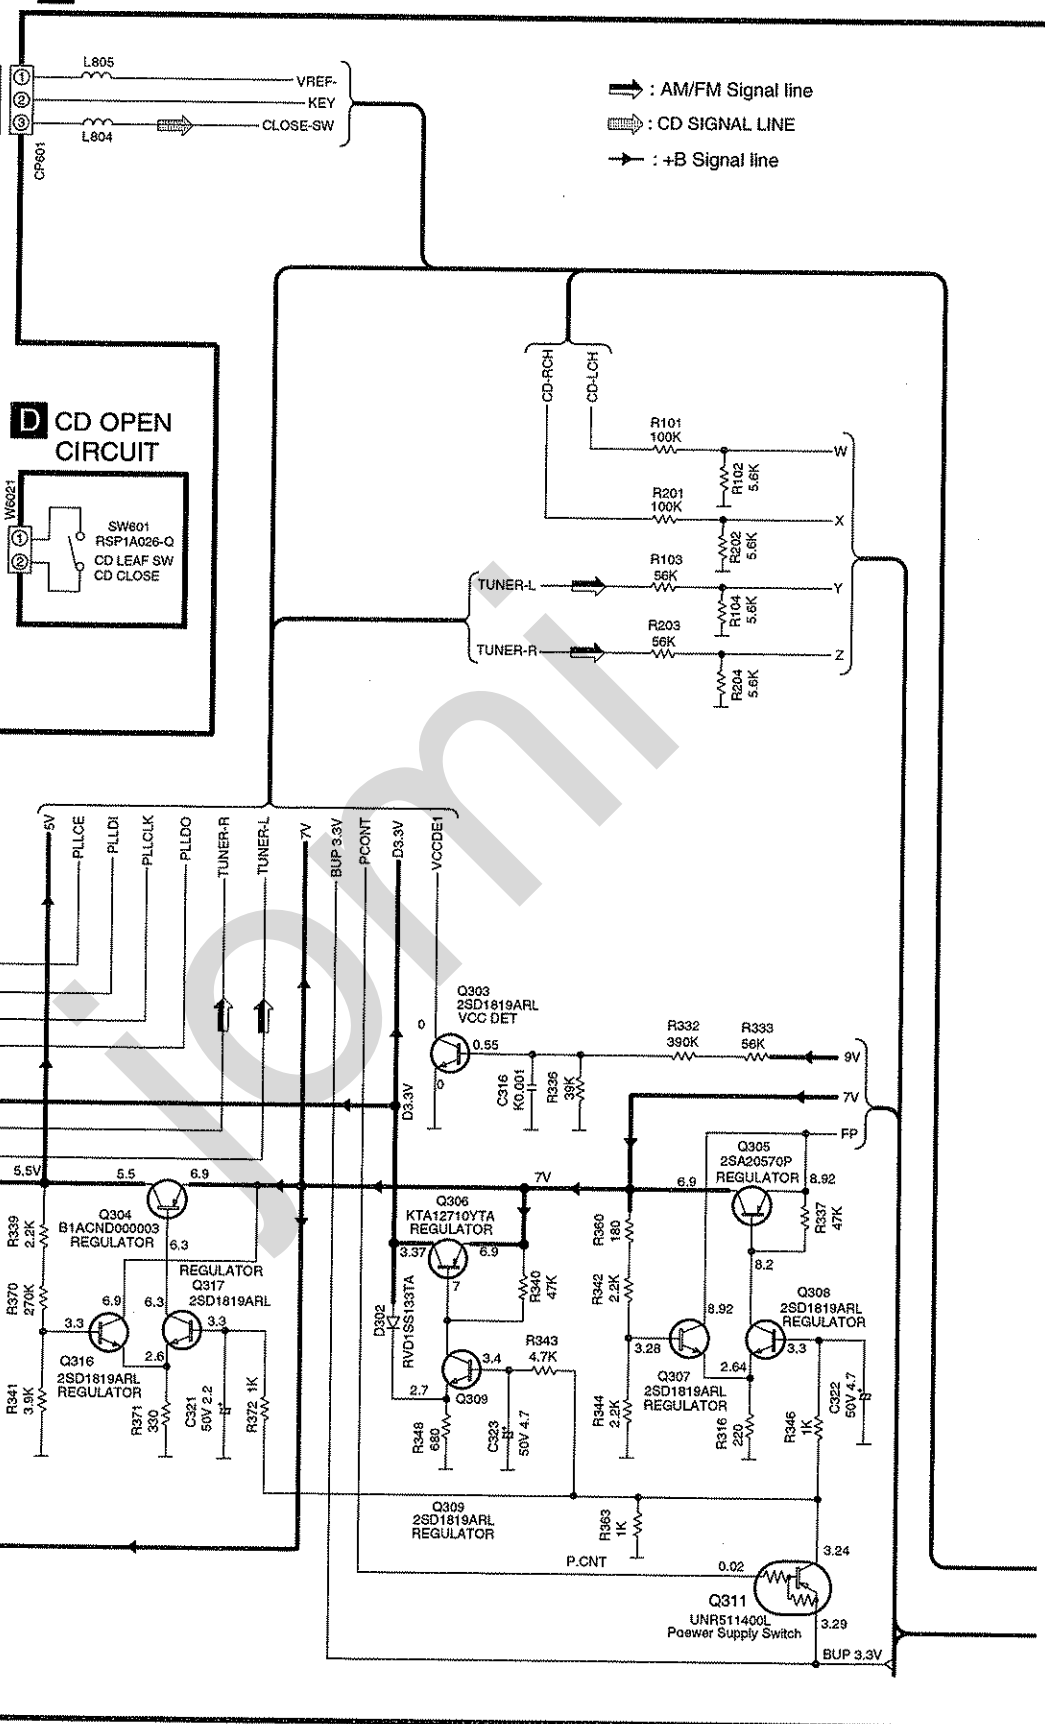 L805
VREF-
1
2
KEY
3
CLOSE-SW
L804
CP601
: AM/FM Signal line
: CD SIGNAL LINE
: +B Signal line
D CD OPEN
CIRCUIT
W6021
1
2
SW601
RSP1A026-Q
CD LEAF SW
CD CLOSE
CD-RCH
CD-LCH
R101
100K
R102
5.6K
W
R201
100K
R202
5.6K
X
TUNER-L
R103
56K
R104
5.6K
Y
TUNER-R
R203
56K
R204
5.6K
Z
5V
PLLCE
PLLDI
PLLCLK
PLLDO
TUNER-R
TUNER-L
7V
BUP 3.3V
PCONT
D3.3V
VCCDE1
jomi
Q303
2SD1819ARL
VCC DET
0
0.55
0
C316
K0.001
R336
39K
R332
390K
R333
56K
9V
7V
FP
D3.3V
5.5V
5.5
6.9
Q304
B1ACND000003
REGULATOR
6.3
R339
2.2K
R370
270K
R341
3.9K
REGULATOR
Q317
2SD1819ARL
6.9
6.3
3.3
3.3
2.6
Q316
2SD1819ARL
REGULATOR
R371
330
C321
50V 2.2
R372 1K
7V
Q306
KTA12710YTA
REGULATOR
3.37
6.9
7
R340
47K
D302
RVD1SS133TA
R343
4.7K
3.4
2.7
Q309
R348
680
C323
50V 4.7
Q309
2SD1819ARL
REGULATOR
6.9
Q305
2SA20570P
REGULATOR
8.92
R337
47K
8.2
R360
180
R342
2.2K
R344
2.2K
8.92
3.28
Q307
2SD1819ARL
REGULATOR
Q308
2SD1819ARL
REGULATOR
3.3
2.64
R316
220
R346
1K
C322
50V 4.7
R363
1K
P.CNT
0.02
3.24
Q311
UNR511400L
Paewer Supply Switch
3.29
BUP 3.3V